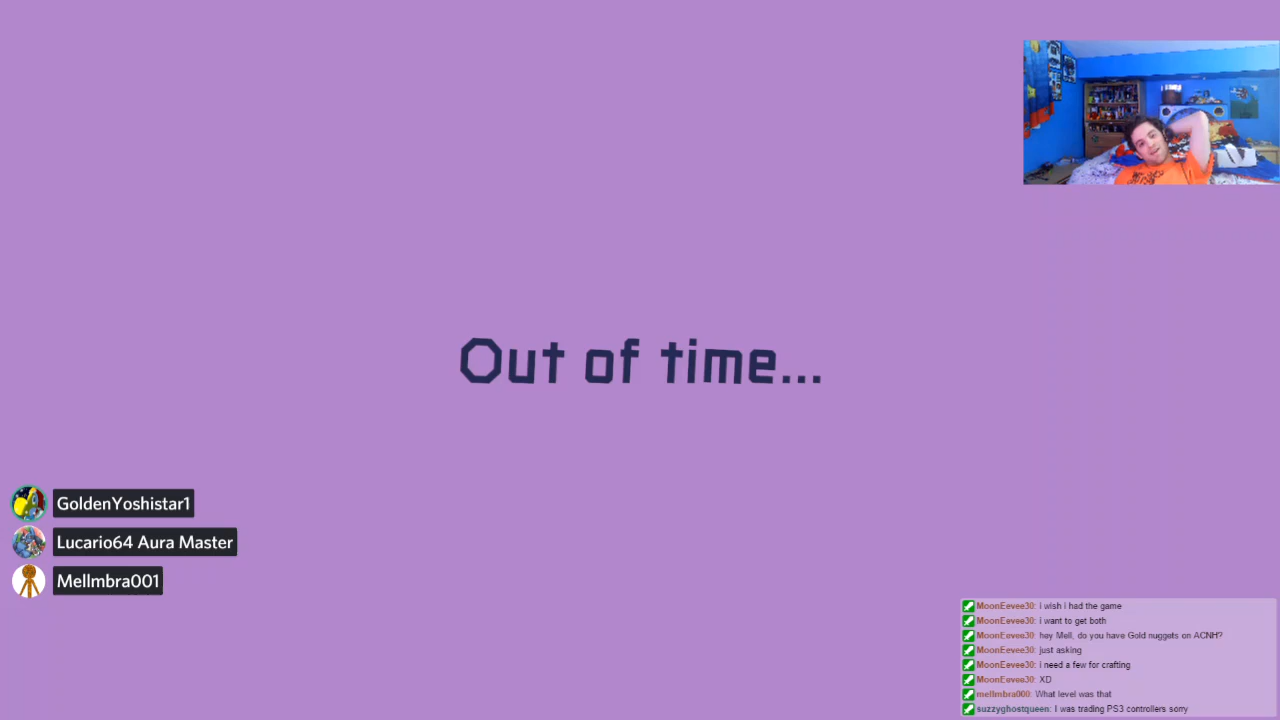 Out of time...
GoldenYoshistar1
Lucario64 Aura Master
Mellmbra001
MoonEevee30: i wish i had the game
MoonEevee30: i want to get both
MoonEevee30: hey Mell, do you have Gold nuggets on ACNH?
MoonEevee30: just asking
MoonEevee30: i need a few for crafting
MoonEevee30: XD
mellmbra000: What level was that
suzzyghostqueen: I was trading PS3 controllers sorry